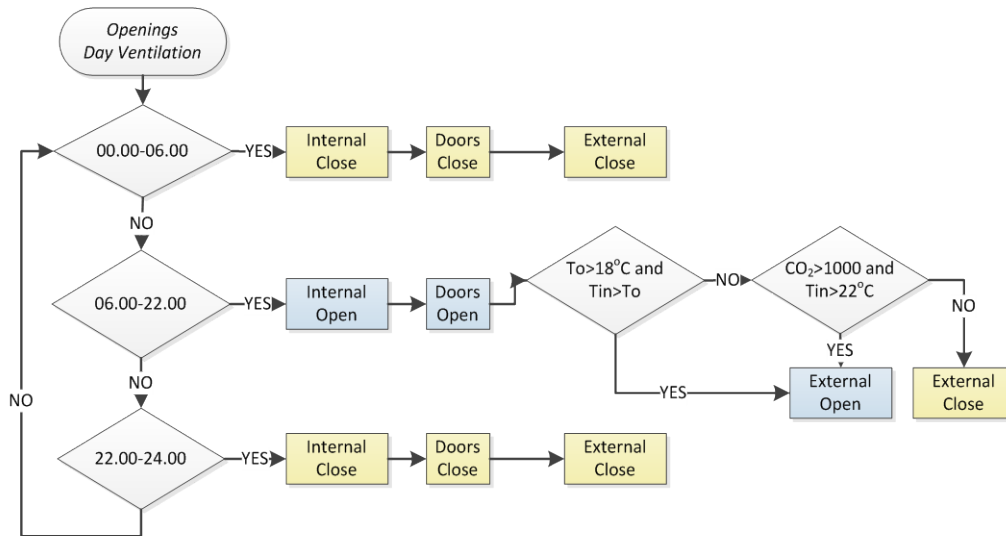 Openings
Day Ventilation
00.00-06.00
YES
Internal
Close
Doors
Close
External
Close
NO
06.00-22.00
YES
Internal
Open
Doors
Open
To>18°C and
Tin>To
NO
CO₂>1000 and
Tin>22°C
NO
YES
YES
External
Open
External
Close
NO
NO
22.00-24.00
YES
Internal
Close
Doors
Close
External
Close